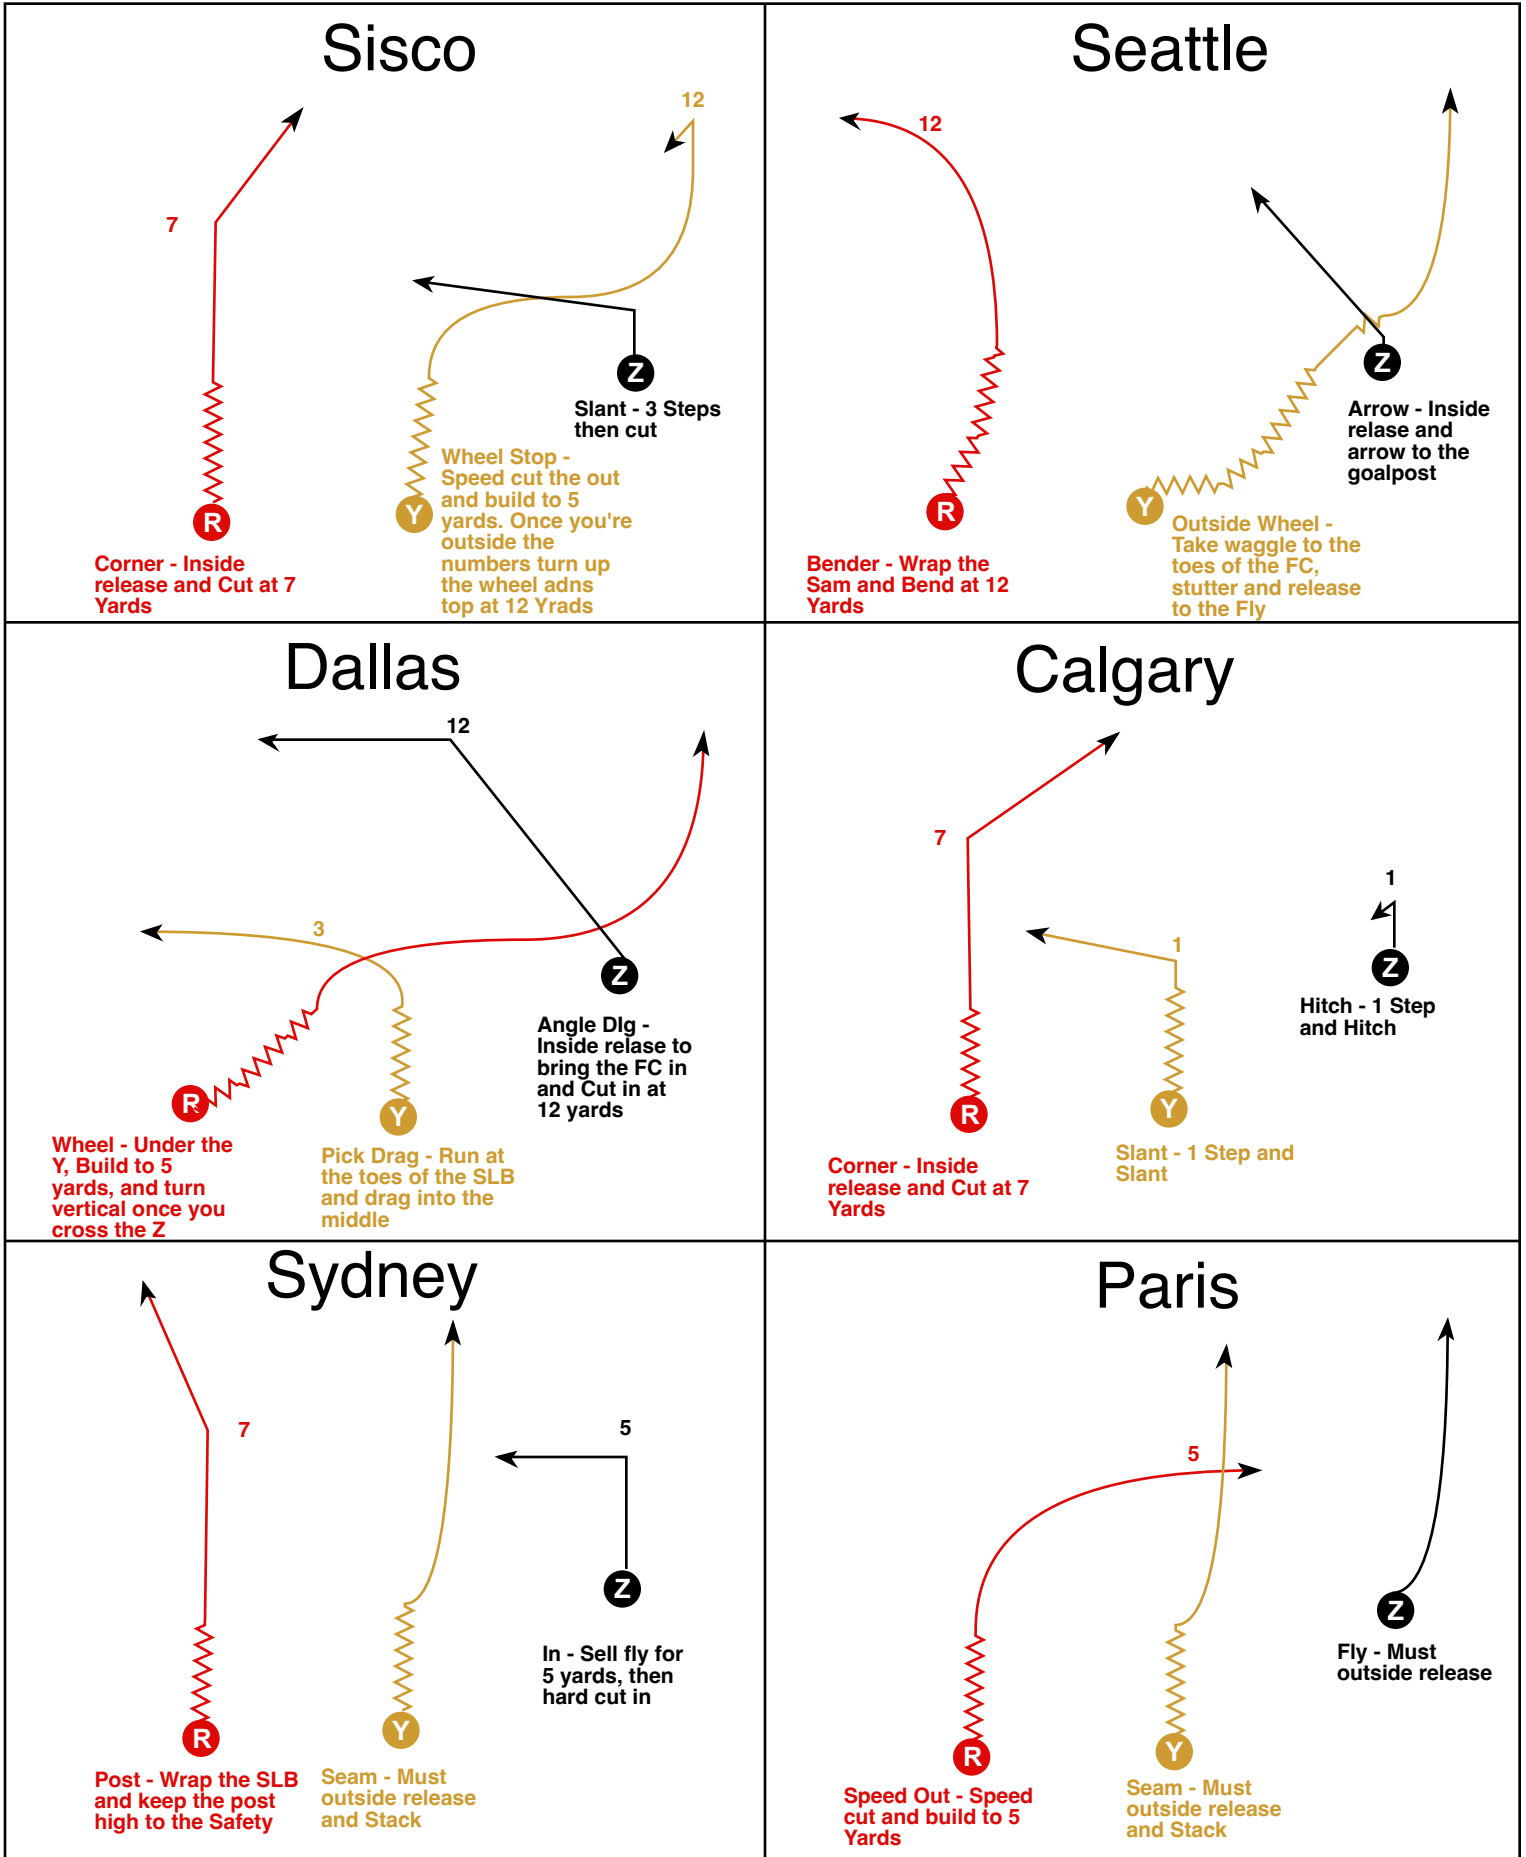 Sisco
12
7
Z
Slant - 3 Steps
then cut
Wheel Stop -
Speed cut the out
and build to 5
yards. Once you're
outside the
numbers turn up
the wheel adns
top at 12 Yrads
Y
R
Corner - Inside
release and Cut at 7
Yards
Seattle
12
Z
Arrow - Inside
relase and
arrow to the
goalpost
R
Y
Bender - Wrap the
Sam and Bend at 12
Yards
Outside Wheel -
Take waggle to the
toes of the FC,
stutter and release
to the Fly
Dallas
12
3
Z
Angle DIg -
Inside relase to
bring the FC in
and Cut in at
12 yards
R
Y
Wheel - Under the
Y, Build to 5
yards, and turn
vertical once you
cross the Z
Pick Drag - Run at
the toes of the SLB
and drag into the
middle
Calgary
7
1
1
Z
Hitch - 1 Step
and Hitch
R
Y
Corner - Inside
release and Cut at 7
Yards
Slant - 1 Step and
Slant
Sydney
7
5
Z
In - Sell fly for
5 yards, then
hard cut in
R
Y
Post - Wrap the SLB
and keep the post
high to the Safety
Seam - Must
outside release
and Stack
Paris
5
Z
Fly - Must
outside release
R
Y
Speed Out - Speed
cut and build to 5
Yards
Seam - Must
outside release
and Stack